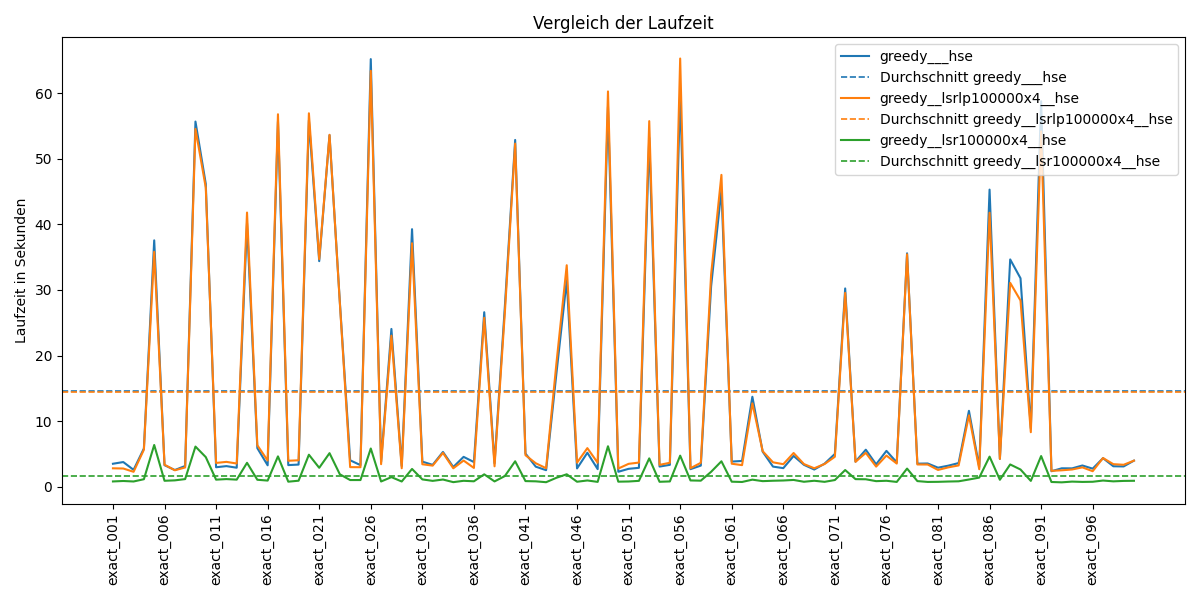 Vergleich der Laufzeit
Laufzeit in Sekunden
60
50
40
30
20
10
0
greedy___hse
Durchschnitt greedy___hse
greedy__lsrlp100000x4__hse
Durchschnitt greedy__lsrlp100000x4__hse
greedy__lsr100000x4__hse
Durchschnitt greedy__lsr100000x4__hse
exact_001
exact_006
exact_011
exact_016
exact_021
exact_026
exact_031
exact_036
exact_041
exact_046
exact_051
exact_056
exact_061
exact_066
exact_071
exact_076
exact_081
exact_086
exact_091
exact_096